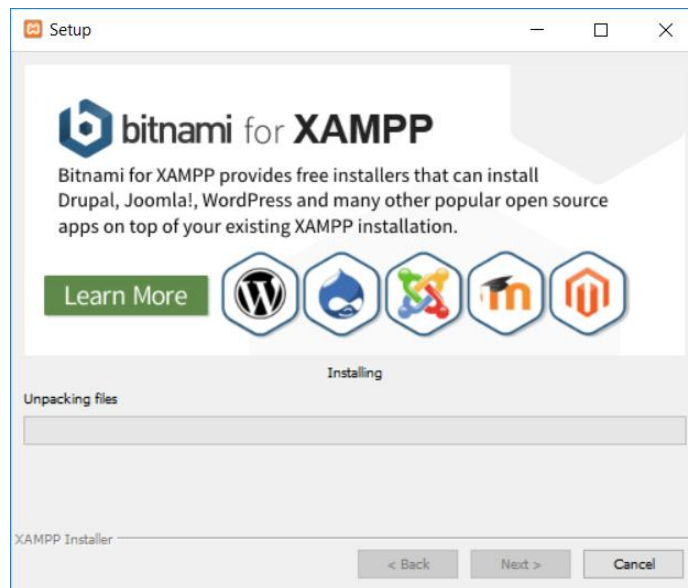 Setup
bitnami for XAMPP
Bitnami for XAMPP provides free installers that can install
Drupal, Joomla!, WordPress and many other popular open source
apps on top of your existing XAMPP installation.
Learn More
Installing
Unpacking files
XAMPP Installer
< Back Next > Cancel